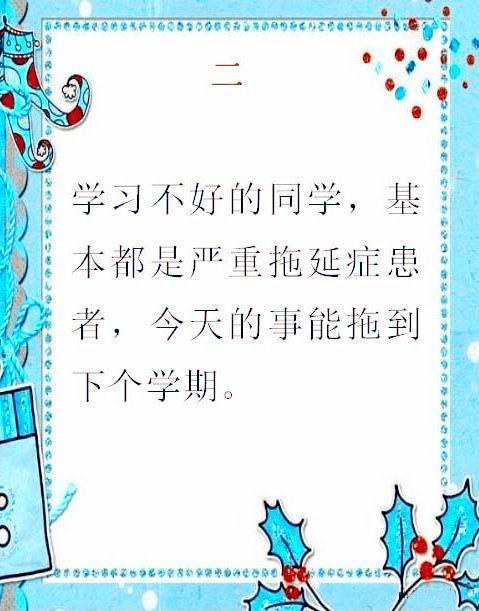 二
学习不好的同学，基
本都是严重拖延症患
者，今天的事能拖到
下个学期。